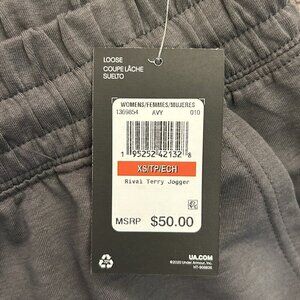 LOOSE
COUPE LÂCHE
SUELTO
WOMENS/FEMMES/MUJERES
1369854 AVY 010
1 95252 42132 8
XS/TP/ECH
Rival Terry Jogger
MSRP $50.00
UA.COM
©2020 Under Armour, Inc.